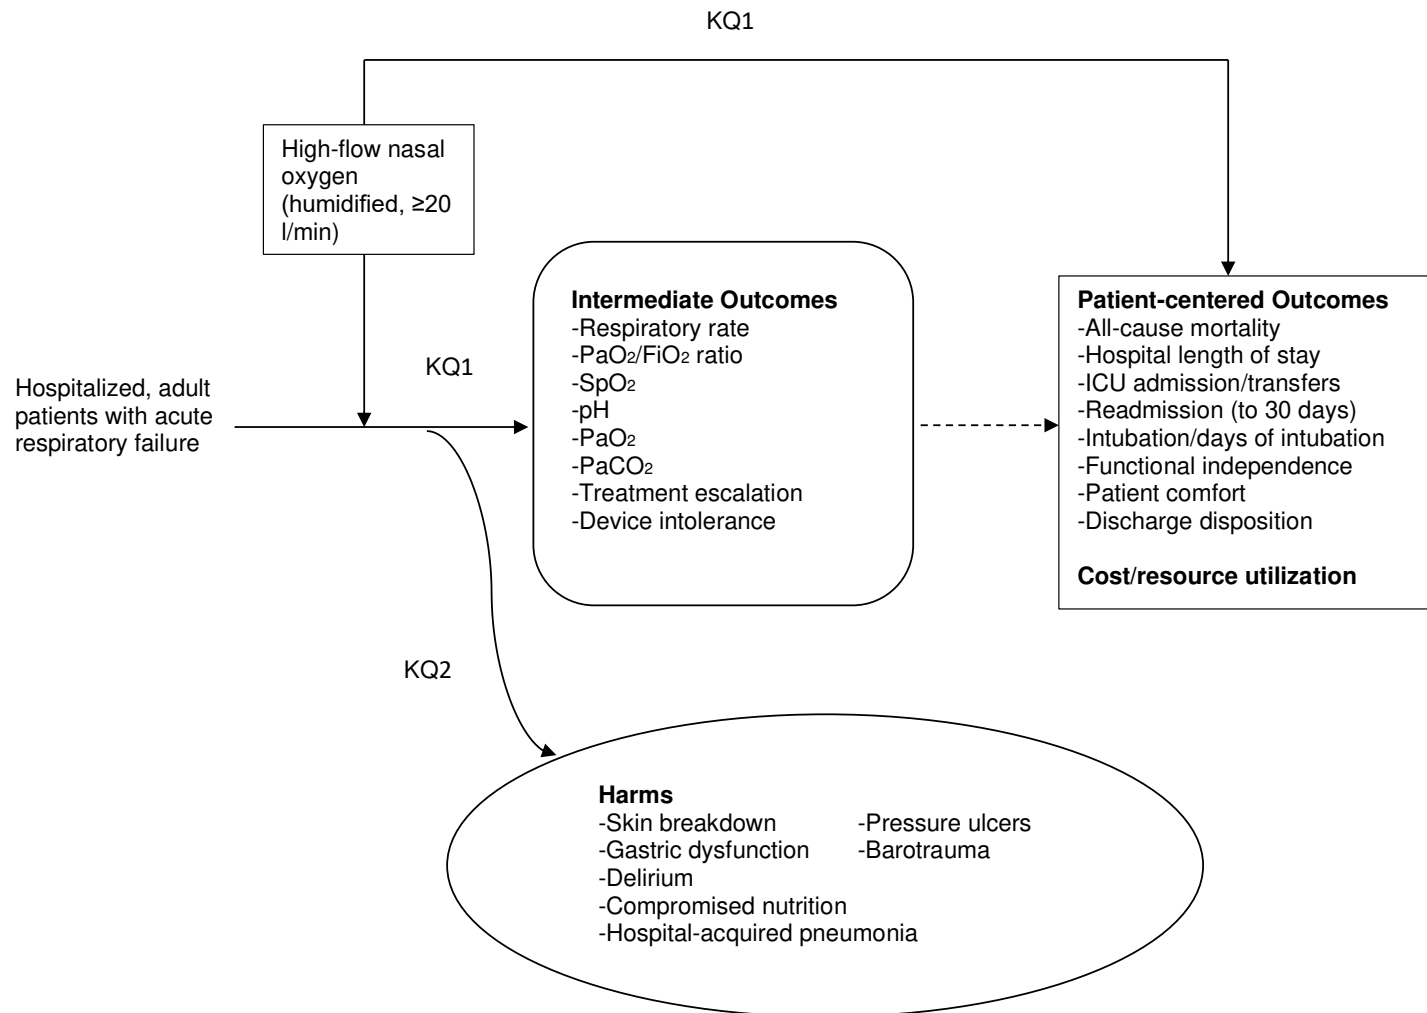 KQ1
High-flow nasal
oxygen
(humidified, ≥20
l/min)
KQ1
Hospitalized, adult
patients with acute
respiratory failure
Intermediate Outcomes
-Respiratory rate
-PaO₂/FiO₂ ratio
-SpO₂
-pH
-PaO₂
-PaCO₂
-Treatment escalation
-Device intolerance
Patient-centered Outcomes
-All-cause mortality
-Hospital length of stay
-ICU admission/transfers
-Readmission (to 30 days)
-Intubation/days of intubation
-Functional independence
-Patient comfort
-Discharge disposition
Cost/resource utilization
KQ2
Harms
-Skin breakdown -Pressure ulcers
-Gastric dysfunction -Barotrauma
-Delirium
-Compromised nutrition
-Hospital-acquired pneumonia